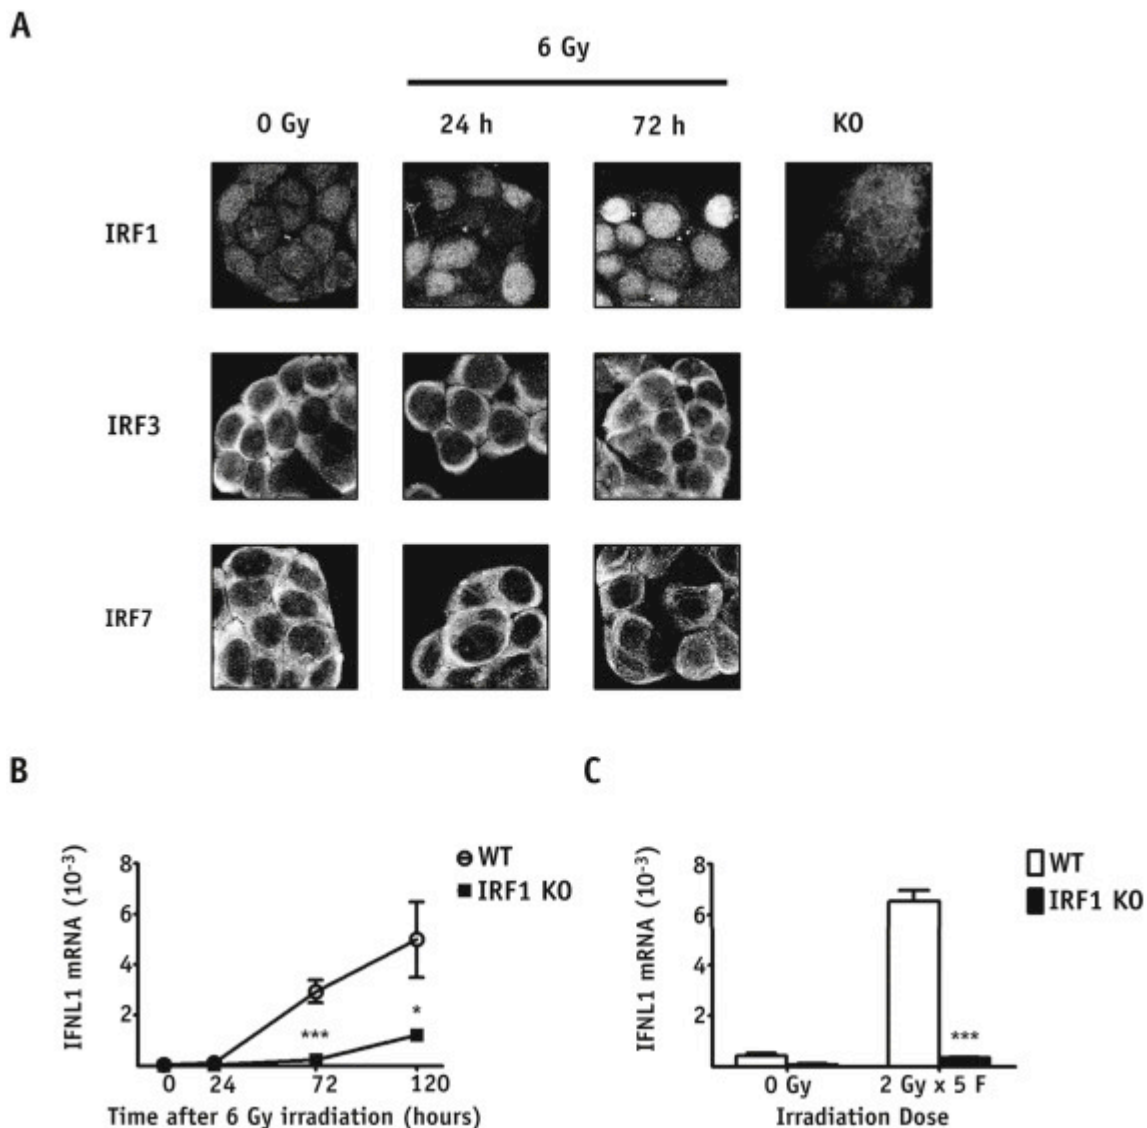 A
6 Gy
0 Gy 24 h 72 h KO
IRF1
IRF3
IRF7
B
IFNL1 mRNA (10-3)
8
6
4
2
WT
IRF1 KO
***
*
0 24 72 120
Time after 6 Gy irradiation (hours)
C
IFNL1 mRNA (10-3)
8
6
4
2
WT
IRF1 KO
***
0 Gy 2 Gy x 5 F
Irradiation Dose